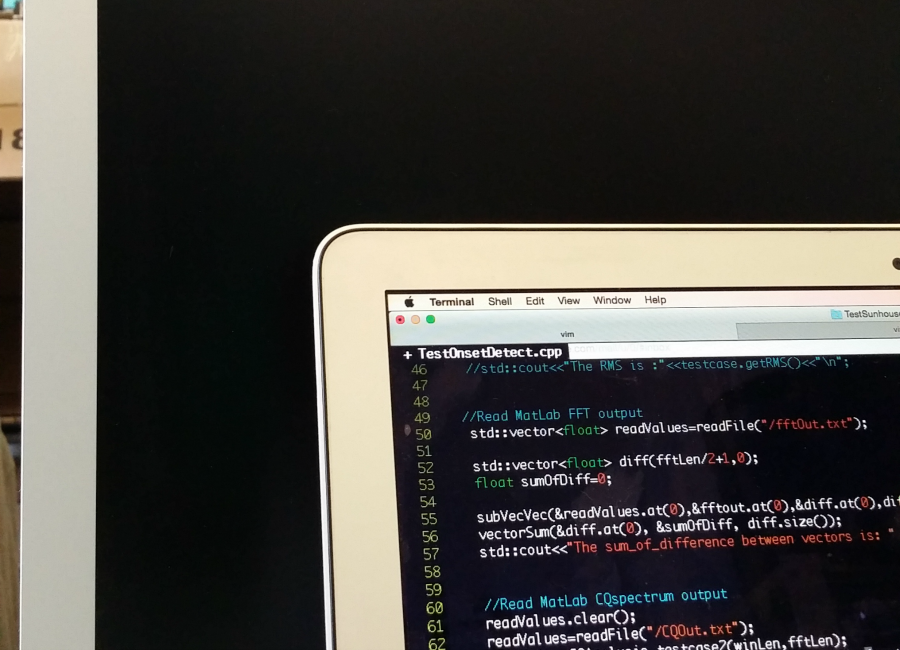 Terminal Shell Edit View Window Help
TestSunhouse
vim
+ TestOnsetDetect.cpp
46 //std::cout<<"The RMS is :"<<testcase.getRMS()<<"\n";
47
48
49 //Read MatLab FFT output
50 std::vector<float> readValues=readFile("/fftOut.txt");
51
52 std::vector<float> diff(fftLen/2+1,0);
53 float sumOfDiff=0;
54
55 subVecVec(&readValues.at(0),&fftout.at(0),&diff.at(0),dif
56 vectorSum(&diff.at(0), &sumOfDiff, diff.size());
57 std::cout<<"The sum_of_difference between vectors is: "
58
59
60 //Read MatLab CQspectrum output
61 readValues.clear();
62 readValues=readFile("/CQOut.txt");
testcase2(winLen,fftLen);